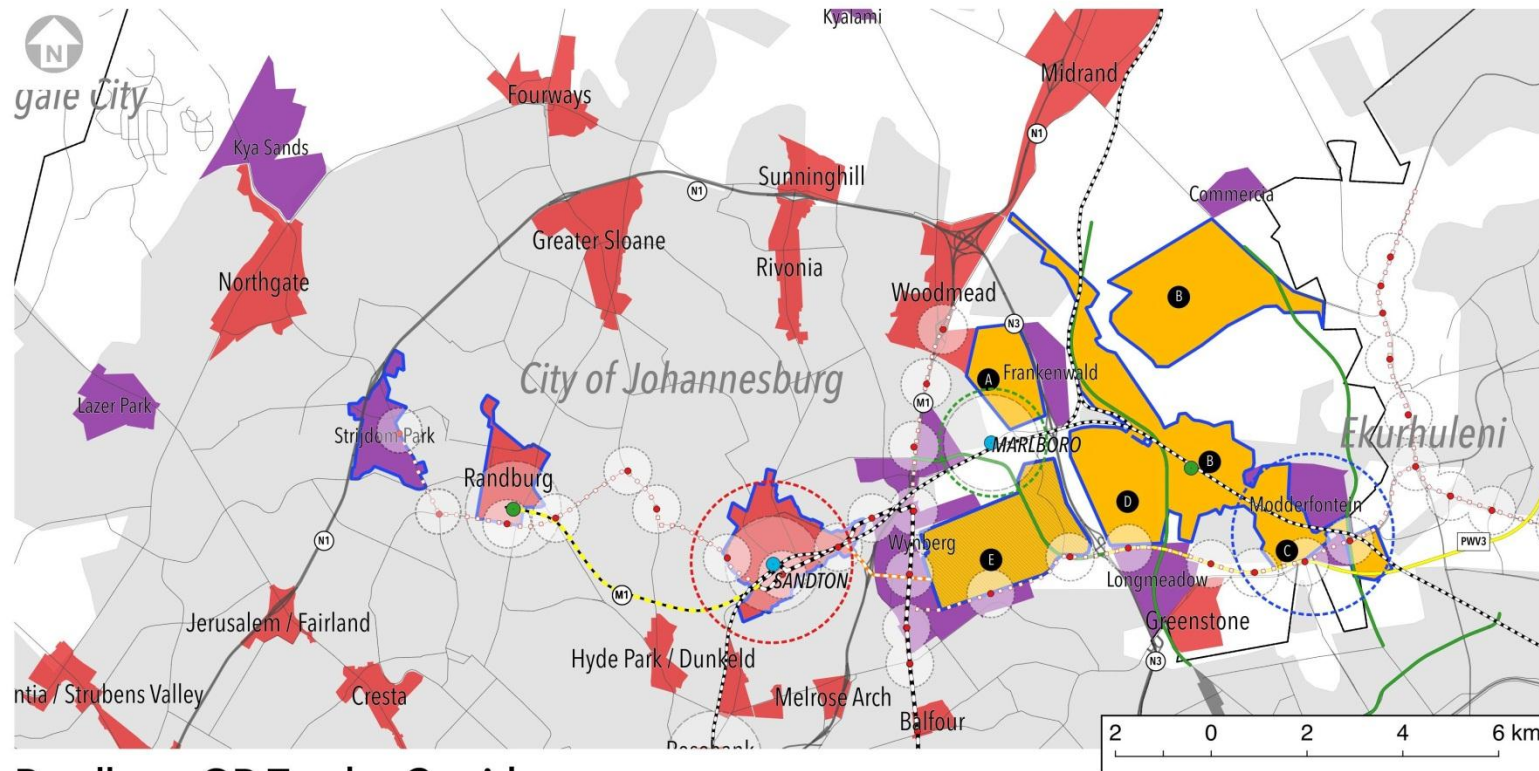 Kyalami
N
Midrand
gate City
Fourways
Kya Sands
N1
Sunninghill
N1
Commercia
Greater Sloane
Northgate
Rivonia
Woodmead
B
N3
City of Johannesburg
A
Frankenwald
Lazer Park
M1
Strijdom Park
MARLBORO
Ekurhuleni
Randburg
B
D
Modderfontein
N1
Wynberg
E
C
PWV3
SANDTON
Longmeadow
M1
Jerusalem / Fairland
Greenstone
Hyde Park / Dunkeld
N3
ntia / Strubens Valley
Cresta
Melrose Arch
Balfour
2 0 2 4 6 km